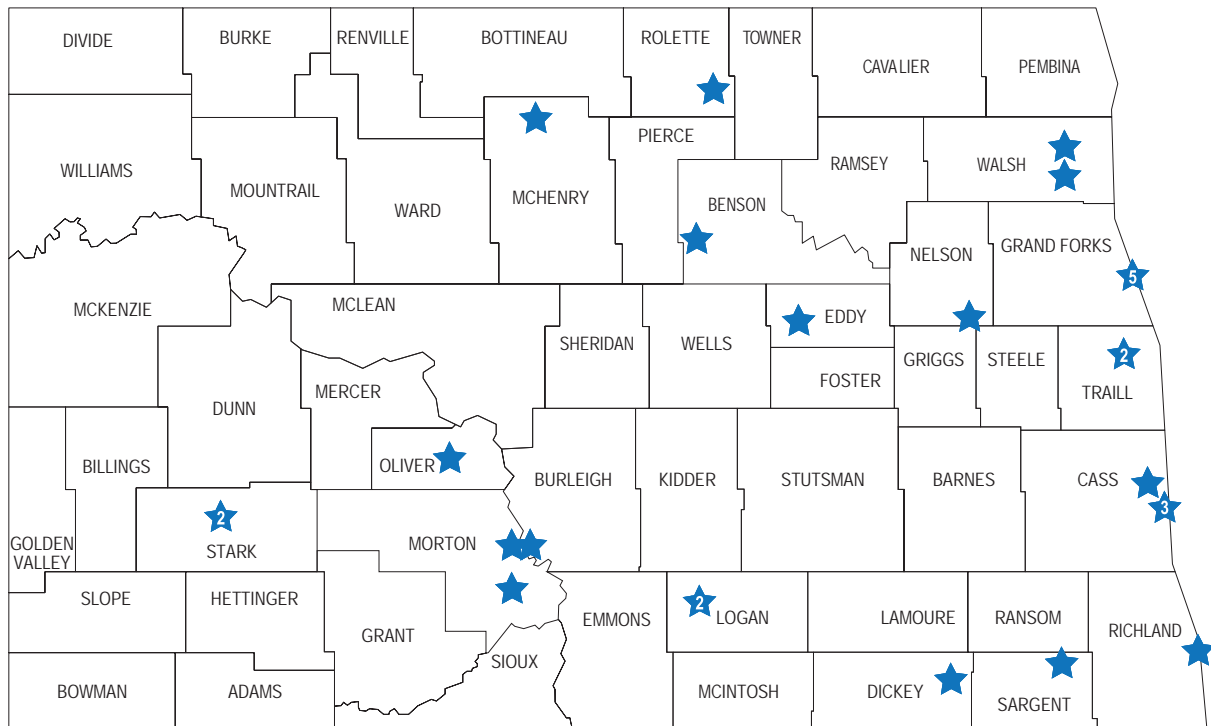 DIVIDE
BURKE
RENVILLE
BOTTINEAU
ROLETTE
TOWNER
CAVALIER
PEMBINA
WILLIAMS
MOUNTRAIL
WARD
MCHENRY
PIERCE
BENSON
RAMSEY
WALSH
NELSON
GRAND FORKS
5
MCKENZIE
MCLEAN
SHERIDAN
WELLS
EDDY
FOSTER
GRIGGS
STEELE
2
TRAILL
DUNN
MERCER
OLIVER
BILLINGS
GOLDEN
VALLEY
2
STARK
MORTON
BURLEIGH
KIDDER
STUTSMAN
BARNES
CASS
3
SLOPE
HETTINGER
GRANT
SIOUX
EMMONS
2
LOGAN
LAMOURE
RANSOM
RICHLAND
BOWMAN
ADAMS
MCINTOSH
DICKEY
SARGENT